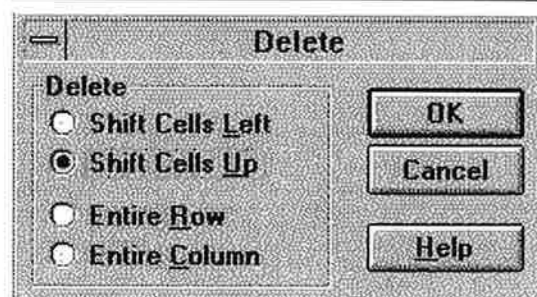 Delete
Delete
Shift Cells Left
Shift Cells Up
Entire Row
Entire Column
OK
Cancel
Help